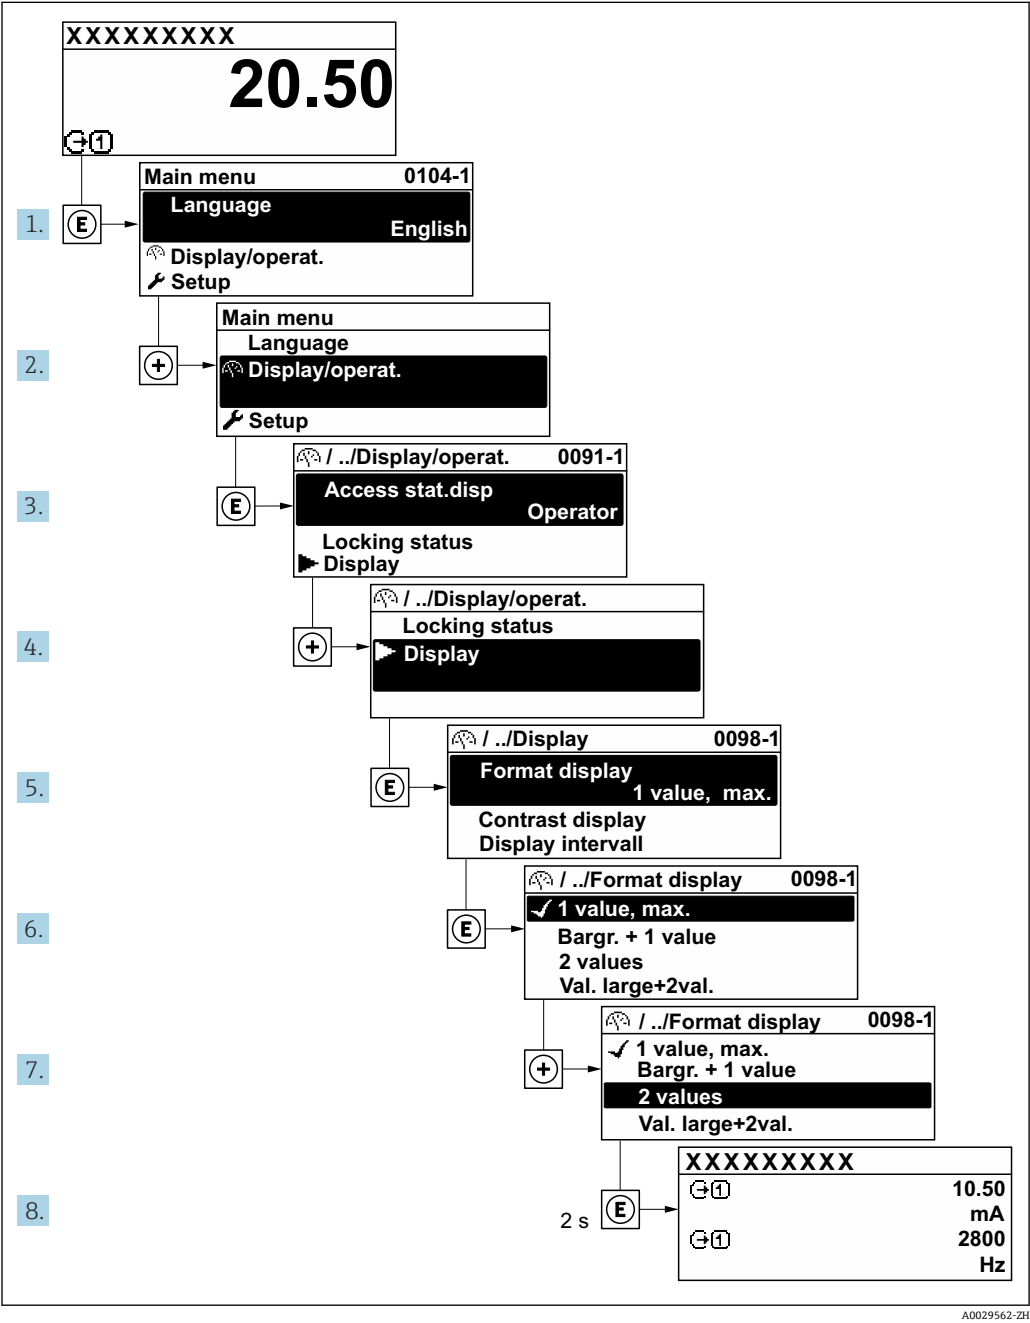 XXXXXXXXX
20.50
1
Main menu 0104-1
Language
English
Display/operat.
Setup
1. E
Main menu
Language
Display/operat.
Setup
2. +
/ ../Display/operat. 0091-1
Access stat.disp
Operator
Locking status
Display
3. E
/ ../Display/operat.
Locking status
Display
4. +
/ ../Display 0098-1
Format display
1 value, max.
Contrast display
Display intervall
5. E
/ ../Format display 0098-1
1 value, max.
Bargr. + 1 value
2 values
Val. large+2val.
6. E
/ ../Format display 0098-1
1 value, max.
Bargr. + 1 value
2 values
Val. large+2val.
7. +
XXXXXXXXX
1 10.50
mA
1 2800
Hz
8. 2 s E
A0029562-ZH